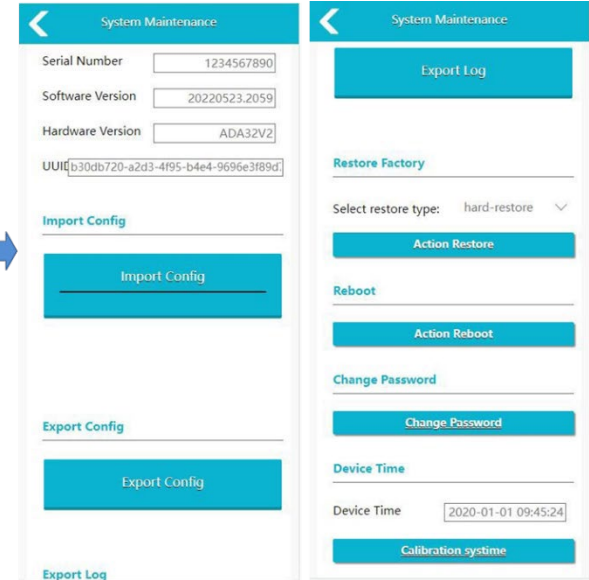 System Maintenance
Serial Number 1234567890
Software Version 20220523.2059
Hardware Version ADA32V2
UUID b30db720-a2d3-4f95-b4e4-9696e3f89d
Import Config
Import Config
Export Config
Export Config
Export Log
System Maintenance
Export Log
Restore Factory
Select restore type: hard-restore
Action Restore
Reboot
Action Reboot
Change Password
Change Password
Device Time
Device Time 2020-01-01 09:45:24
Calibration systime